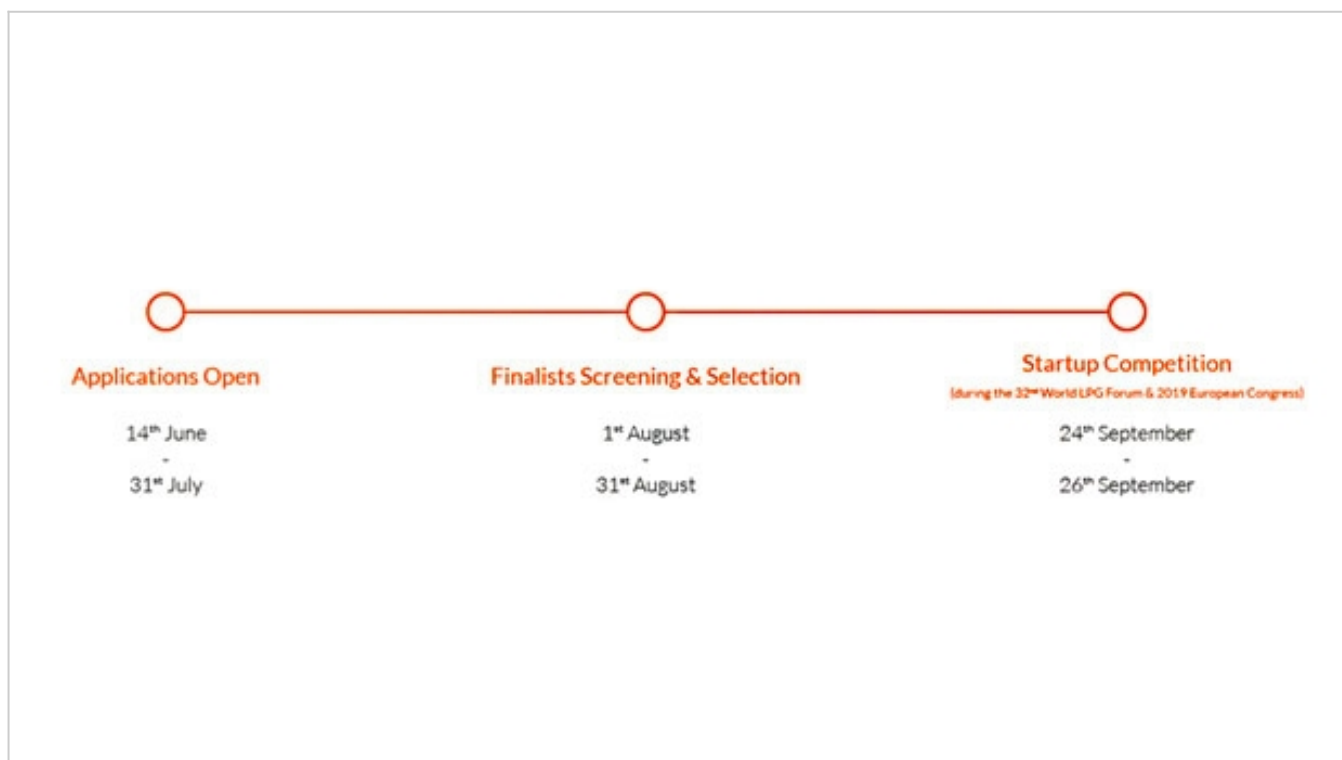 Applications Open
14th June
-
31st July
Finalists Screening & Selection
1st August
-
31st August
Startup Competition
(during the 32nd World LPG Forum & 2019 European Congress)
24th September
-
26th September